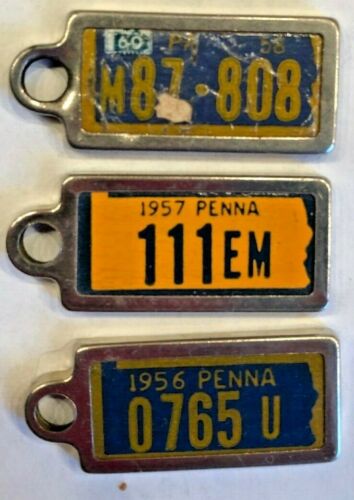 60 PA 58
M87·808
1957 PENNA
111EM
1956 PENNA
0765 U